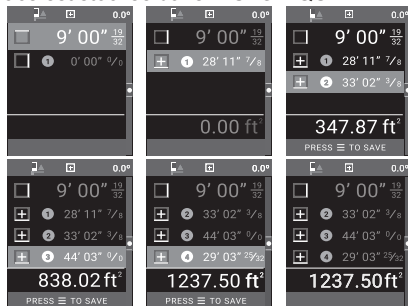 0.0°
9' 00" 19/32
1 0' 00" 0/0
0.0°
9' 00" 19/32
1 28' 11" 7/8
0.00 ft²
0.0°
9' 00" 19/32
1 28' 11" 7/8
2 33' 02" 3/8
347.87 ft²
PRESS ☰ TO SAVE
0.0°
9' 00" 19/32
1 28' 11" 7/8
2 33' 02" 3/8
3 44' 03" 0/0
838.02 ft²
PRESS ☰ TO SAVE
0.0°
9' 00" 19/32
2 33' 02" 3/8
3 44' 03" 0/0
4 29' 03" 25/32
1237.50 ft²
PRESS ☰ TO SAVE
0.0°
9' 00" 19/32
2 33' 02" 3/8
3 44' 03" 0/0
4 29' 03" 25/32
1237.50ft²